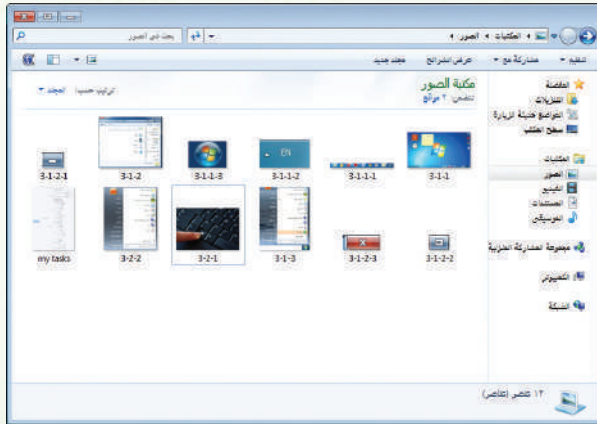 المكتبات ◂ الصور ◂
بحث في الصور
تنظيم ▾ مشاركة مع ▾ عرض الشرائح مجلد جديد
المفضلة
التنزيلات
المواضع حديثة الزيارة
سطح المكتب
المكتبات
الصور
الفيديو
المستندات
الموسيقى
مجموعة المشاركة المنزلية
الكمبيوتر
الشبكة
مكتبة الصور
تتضمن: ٢ مواقع
ترتيب حسب: المجلد ▾
3-1-1
3-1-1-1
EN
3-1-1-2
3-1-1-3
3-1-2
3-1-2-1
3-1-2-2
3-1-2-3
3-1-3
3-2-1
3-2-2
my tasks
عنصر (عناصر)